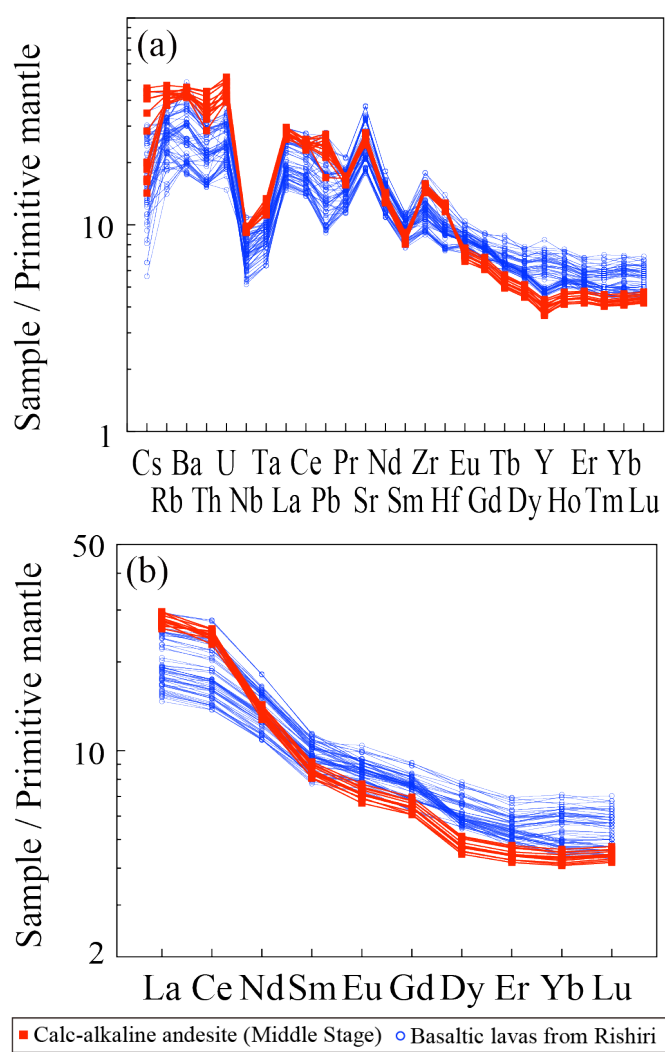 (a)
Sample / Primitive mantle
10
1
Cs Ba U Ta Ce Pr Nd Zr Eu Tb Y Er Yb
Rb Th Nb La Pb Sr Sm Hf Gd Dy Ho Tm Lu
50
(b)
Sample / Primitive mantle
10
2
La Ce Nd Sm Eu Gd Dy Er Yb Lu
Calc-alkaline andesite (Middle Stage) Basaltic lavas from Rishiri